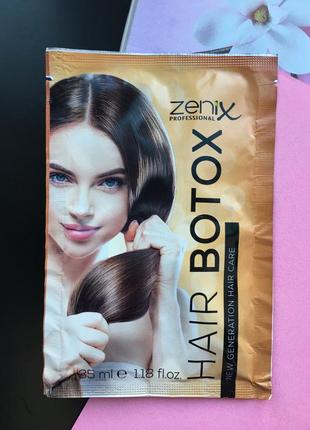 zenix
PROFESSIONAL
HAIR BOTOX
NEW GENERATION HAIR CARE
35 ml e 1.18 fl.oz.